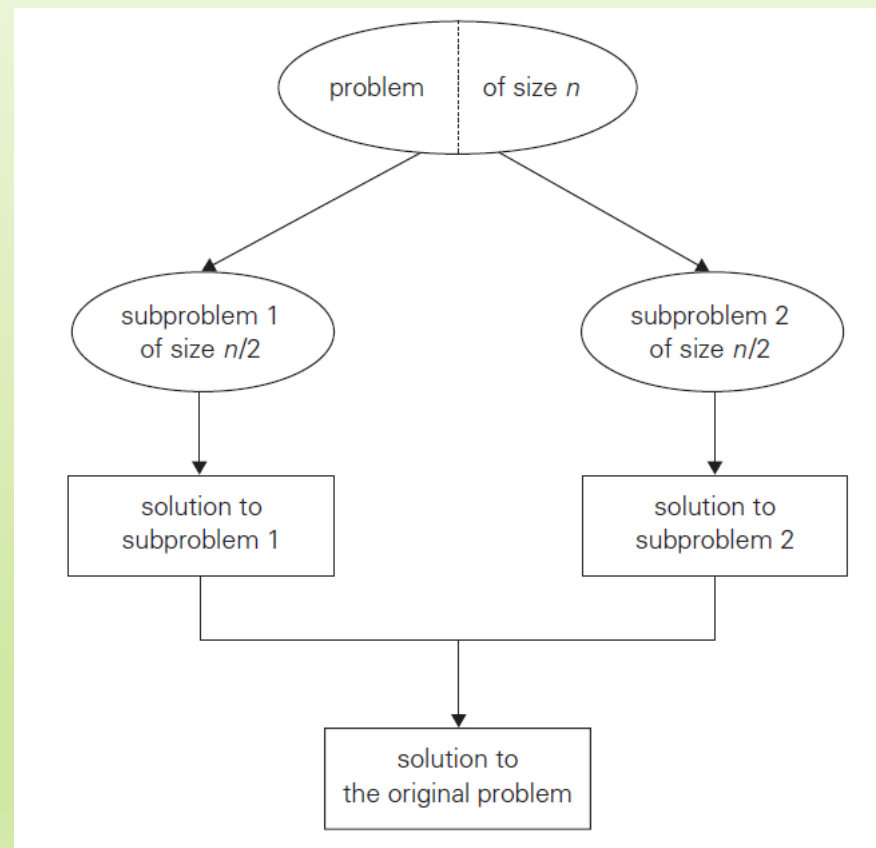 problem of size n
subproblem 1
of size n/2
subproblem 2
of size n/2
solution to
subproblem 1
solution to
subproblem 2
solution to
the original problem